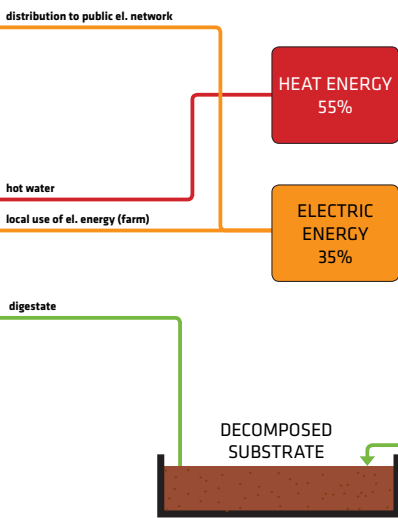 distribution to public el. network
HEAT ENERGY
55%
hot water
local use of el. energy (farm)
ELECTRIC
ENERGY
35%
digestate
DECOMPOSED
SUBSTRATE